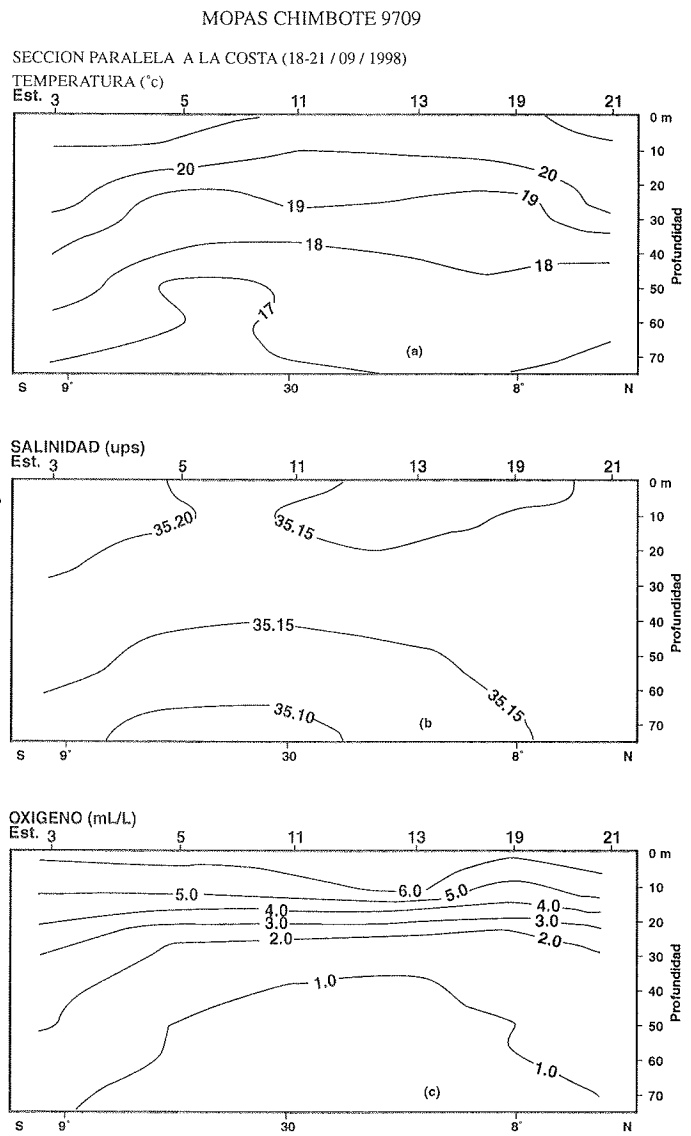 MOPAS CHIMBOTE 9709
SECCION PARALELA A LA COSTA (18-21 / 09 / 1998)
TEMPERATURA (°c)
Est. 3 5 11 13 19 21
0 m
10
20 20
20
19 19
30
18
40
18
50
17
60
(a)
70
Profundidad
S 9° 30 8° N
SALINIDAD (ups)
Est. 3 5 11 13 19 21
0 m
35.20 35.15 10
20
30
35.15 40
50
60
35.15
35.10 (b 70
Profundidad
S 9° 30 8° N
OXIGENO (mL/L)
Est. 3 5 11 13 19 21
0 m
5.0 6.0 5.0 10
4.0 4.0
3.0 3.0 20
2.0 2.0
30
1.0 40
50
60
1.0
(c) 70
Profundidad
S 9° 30 8° N